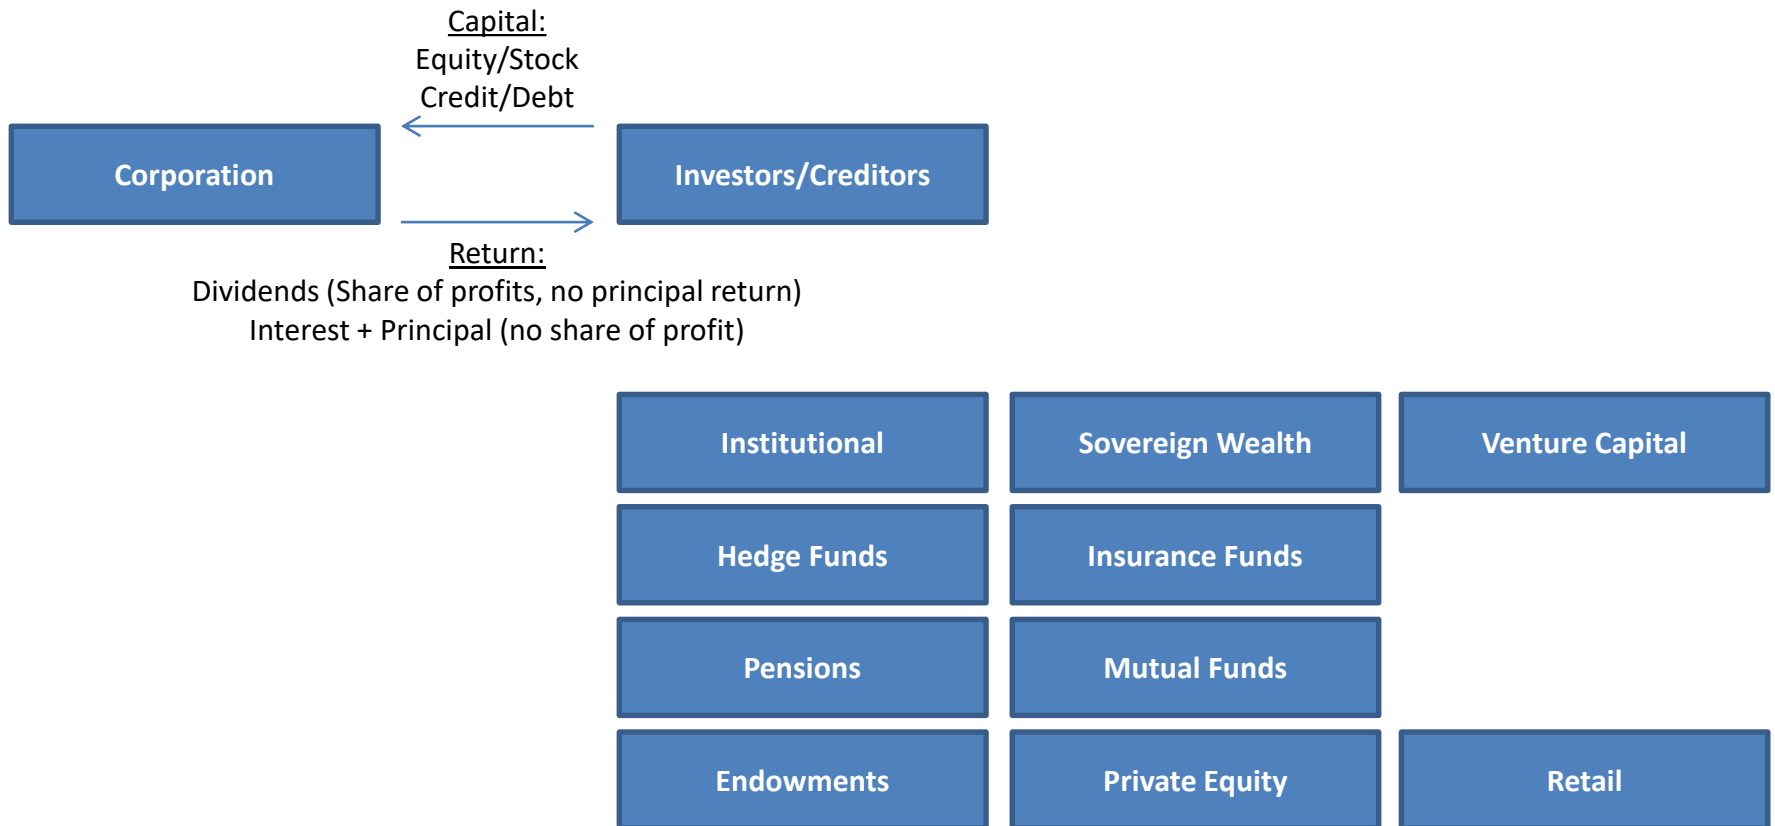 Capital:
Equity/Stock
Credit/Debt
Corporation
Investors/Creditors
Return:
Dividends (Share of profits, no principal return)
Interest + Principal (no share of profit)
Institutional
Sovereign Wealth
Venture Capital
Hedge Funds
Insurance Funds
Pensions
Mutual Funds
Endowments
Private Equity
Retail